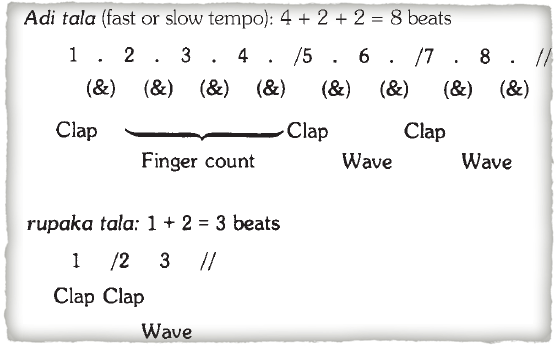 Adi tala (fast or slow tempo): 4 + 2 + 2 = 8 beats
1 . 2 . 3 . 4 . /5 . 6 . /7 . 8 . //
(&) (&) (&) (&) (&) (&) (&) (&)
Clap Clap Clap
Finger count Wave Wave
rupaka tala: 1 + 2 = 3 beats
1 /2 3 //
Clap Clap
Wave